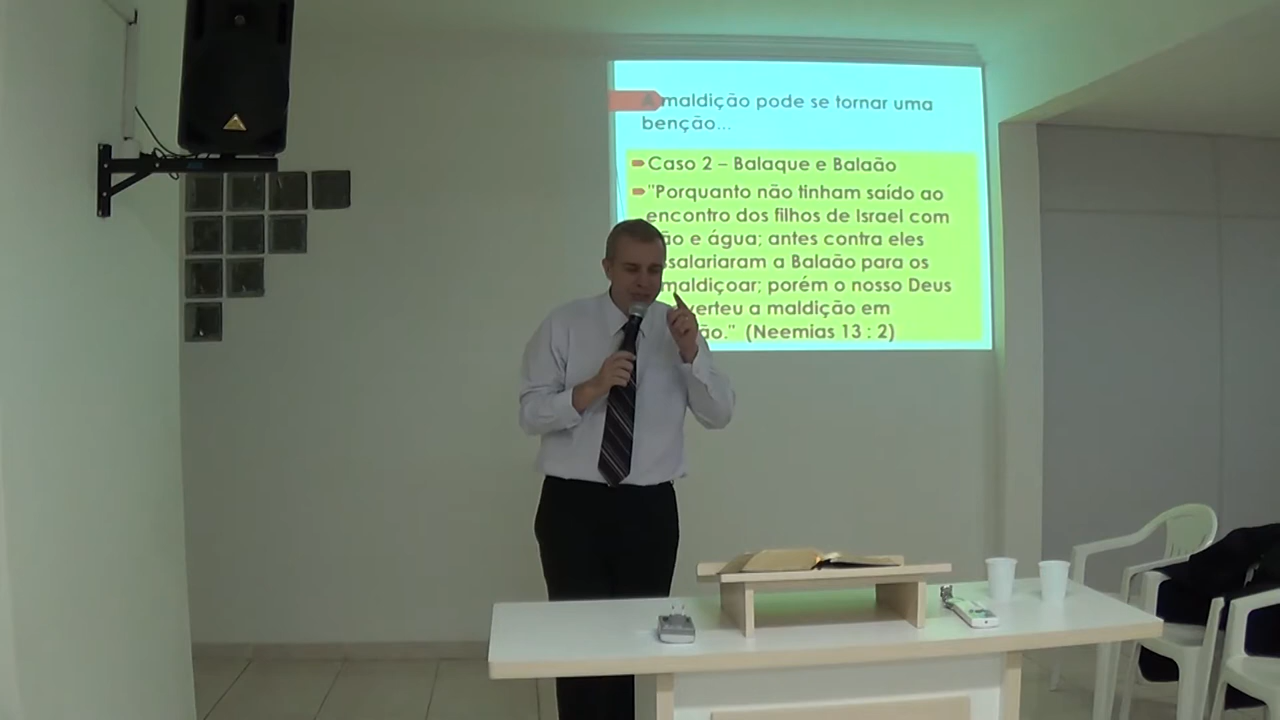 A maldição pode se tornar uma
benção...
Caso 2 – Balaque e Balaão
"Porquanto não tinham saído ao
encontro dos filhos de Israel com
e água; antes contra eles
a Balaão para os
porém o nosso Deus
a maldição em
(Neemias 13 : 2)